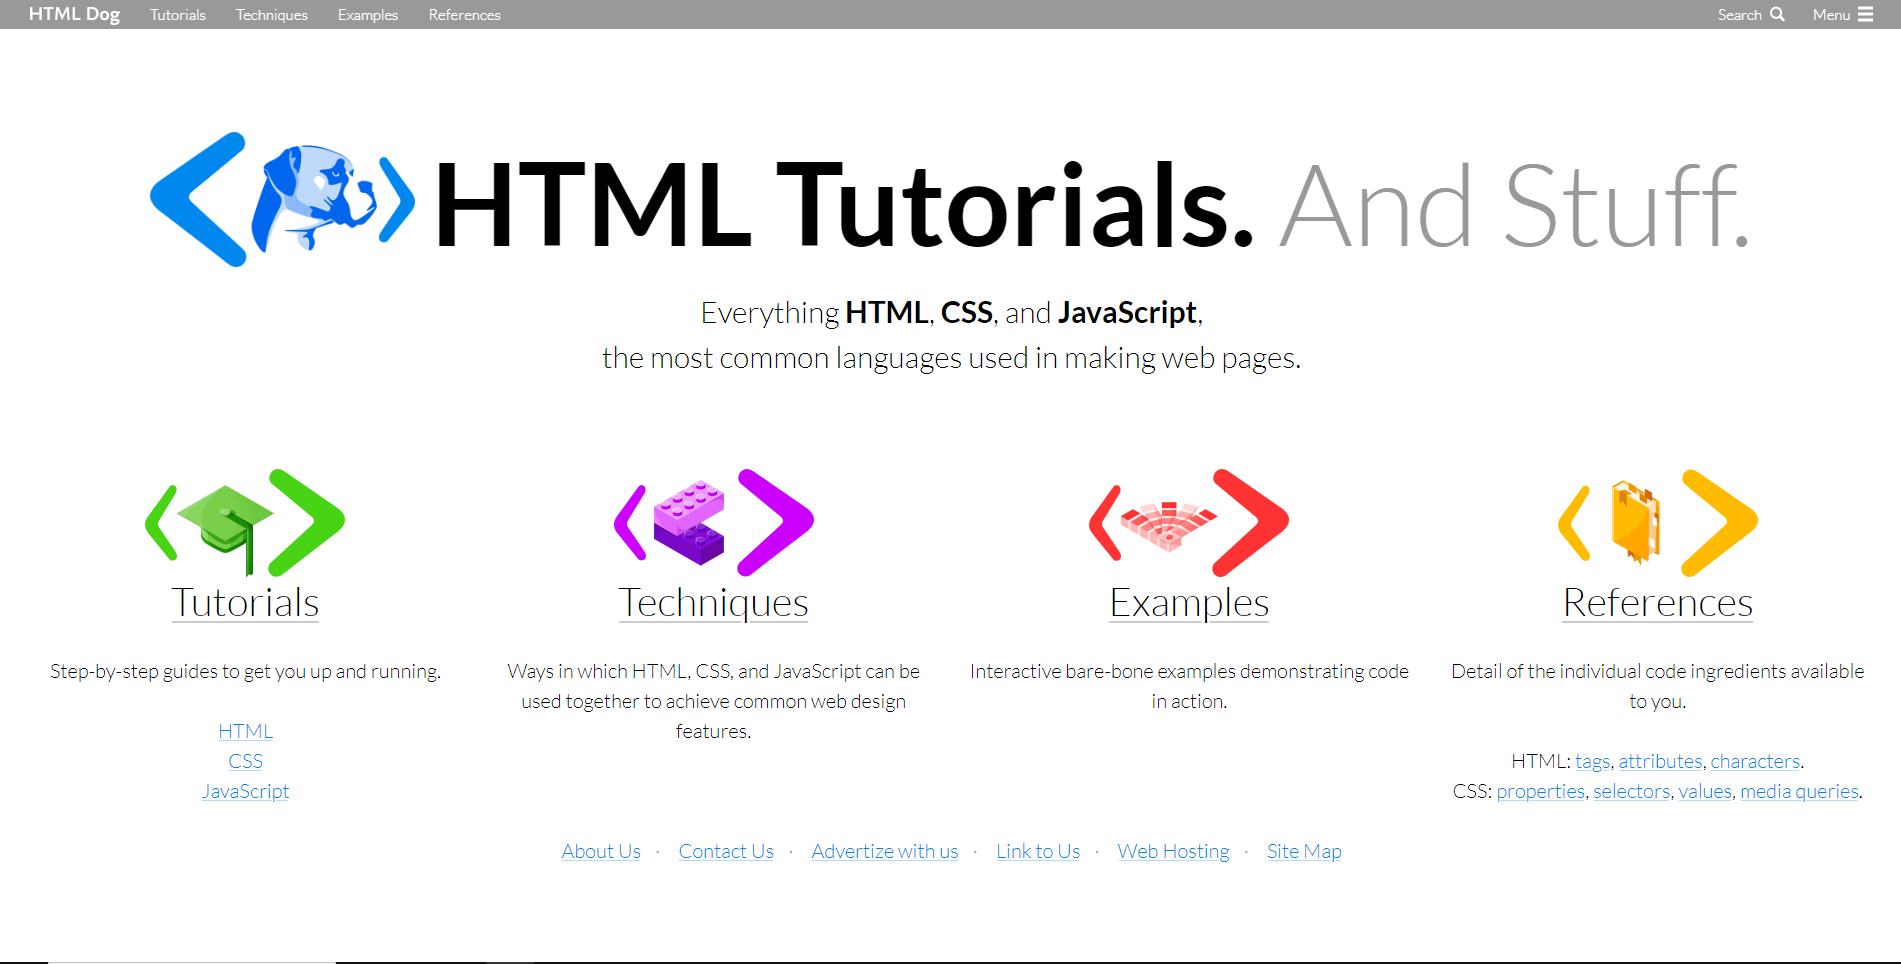 HTML Dog Tutorials Techniques Examples References Search Menu
HTML Tutorials. And Stuff.
Everything HTML, CSS, and JavaScript,
the most common languages used in making web pages.
Tutorials
Step-by-step guides to get you up and running.
HTML
CSS
JavaScript
Techniques
Ways in which HTML, CSS, and JavaScript can be
used together to achieve common web design
features.
Examples
Interactive bare-bone examples demonstrating code
in action.
References
Detail of the individual code ingredients available
to you.
HTML: tags, attributes, characters.
CSS: properties, selectors, values, media queries.
About Us · Contact Us · Advertize with us · Link to Us · Web Hosting · Site Map